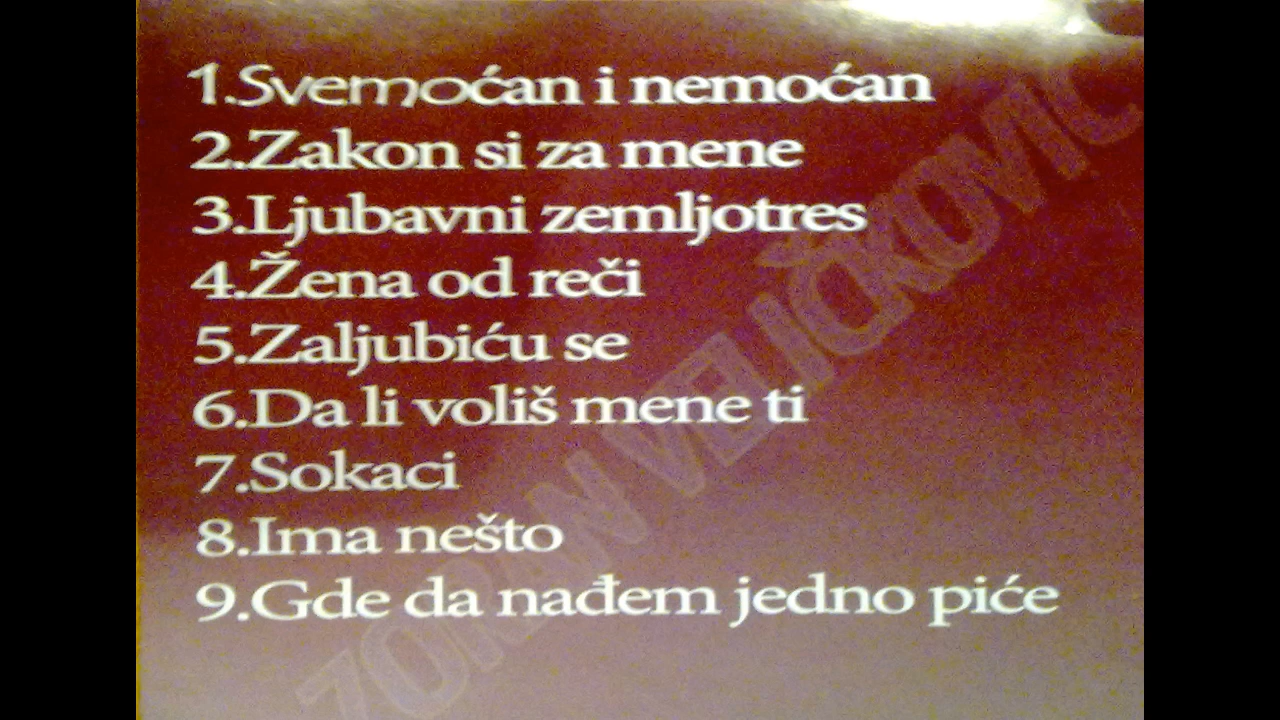 1.Svemoćan i nemoćan
2.Zakon si za mene
3.Ljubavni zemljotres
4.Žena od reči
5.Zaljubiću se
6.Da li voliš mene ti
7.Sokaci
8.Ima nešto
9.Gde da nađem jedno piće
ZORAN VELIČKOVIĆ